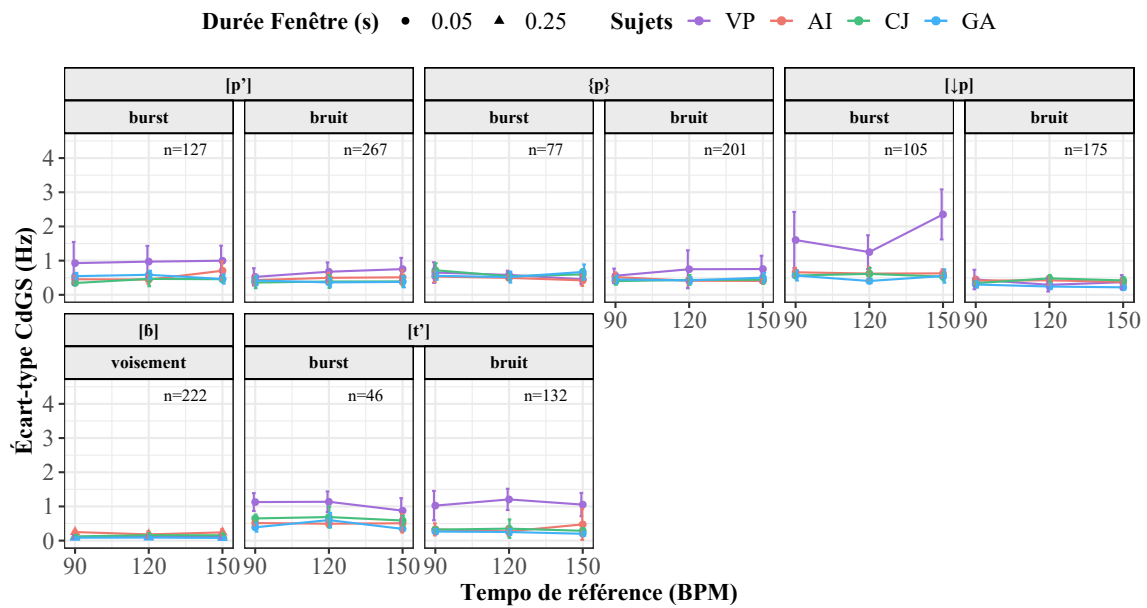 Durée Fenêtre (s) 0.05 0.25 Sujets VP AI CJ GA
[p’] {p} [↓p]
burst bruit burst bruit burst bruit
n=127 n=267 n=77 n=201 n=105 n=175
4
3
2
1
0
90 120 150 90 120 150
[ɓ] [t’]
voisement burst bruit
n=222 n=46 n=132
4
3
2
1
0
90 120 150 90 120 150 90 120 150
Écart-type CdGS (Hz)
Tempo de référence (BPM)